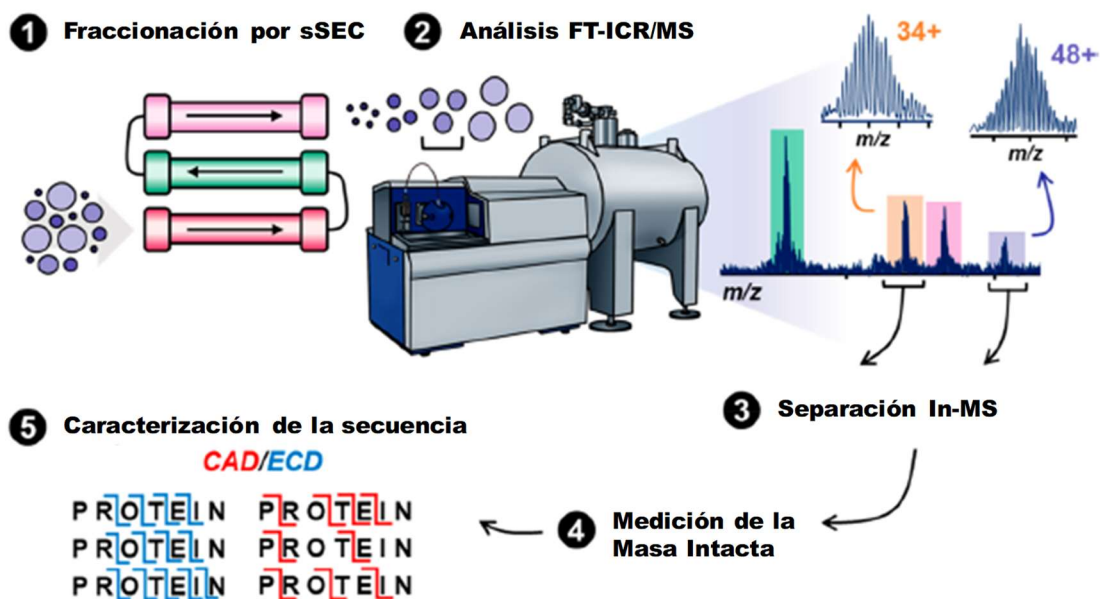 1 Fraccionación por sSEC
2 Análisis FT-ICR/MS
34+
48+
m/z
m/z
m/z
3 Separación In-MS
4 Medición de la
Masa Intacta
5 Caracterización de la secuencia
CAD/ECD
PROTEIN PROTEIN
PROTEIN PROTEIN
PROTEIN PROTEIN